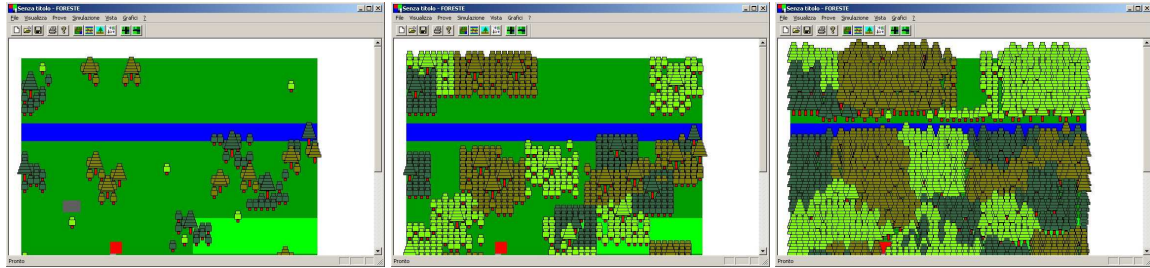 Senza titolo - FORESTE
File Visualizza Prove Simulazione Vista Grafici ?
Pronto
Senza titolo - FORESTE
File Visualizza Prove Simulazione Vista Grafici ?
Pronto
Senza titolo - FORESTE
File Visualizza Prove Simulazione Vista Grafici ?
Pronto